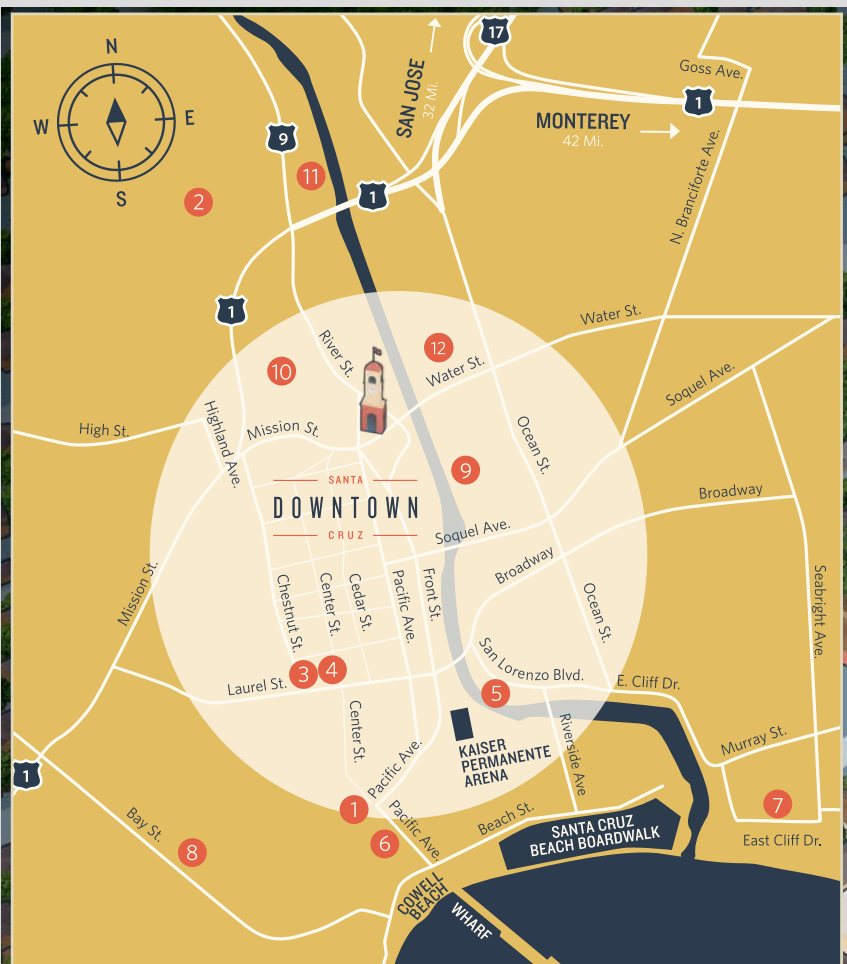 N
W
E
S
17
SAN JOSE
32 Mi.
Goss Ave.
1
MONTEREY
42 Mi.
9
11
2
1
N. Branciforte Ave.
1
Water St.
River St.
12
10
Water St.
Soquel Ave.
High St.
Highland Ave.
Mission St.
Ocean St.
9
SANTA
DOWNTOWN
CRUZ
Broadway
Soquel Ave.
Broadway
Mission St.
Chestnut St.
Center St.
Cedar St.
Pacific Ave.
Front St.
Ocean St.
Seabright Ave.
3
4
San Lorenzo Blvd.
Laurel St.
5
E. Cliff Dr.
Center St.
KAISER
PERMANENTE
ARENA
Riverside Ave
Murray St.
1
Pacific Ave.
1
Pacific Ave.
7
Bay St.
Beach St.
SANTA CRUZ
BEACH BOARDWALK
6
8
East Cliff Dr.
COWELL
BEACH
WHARF